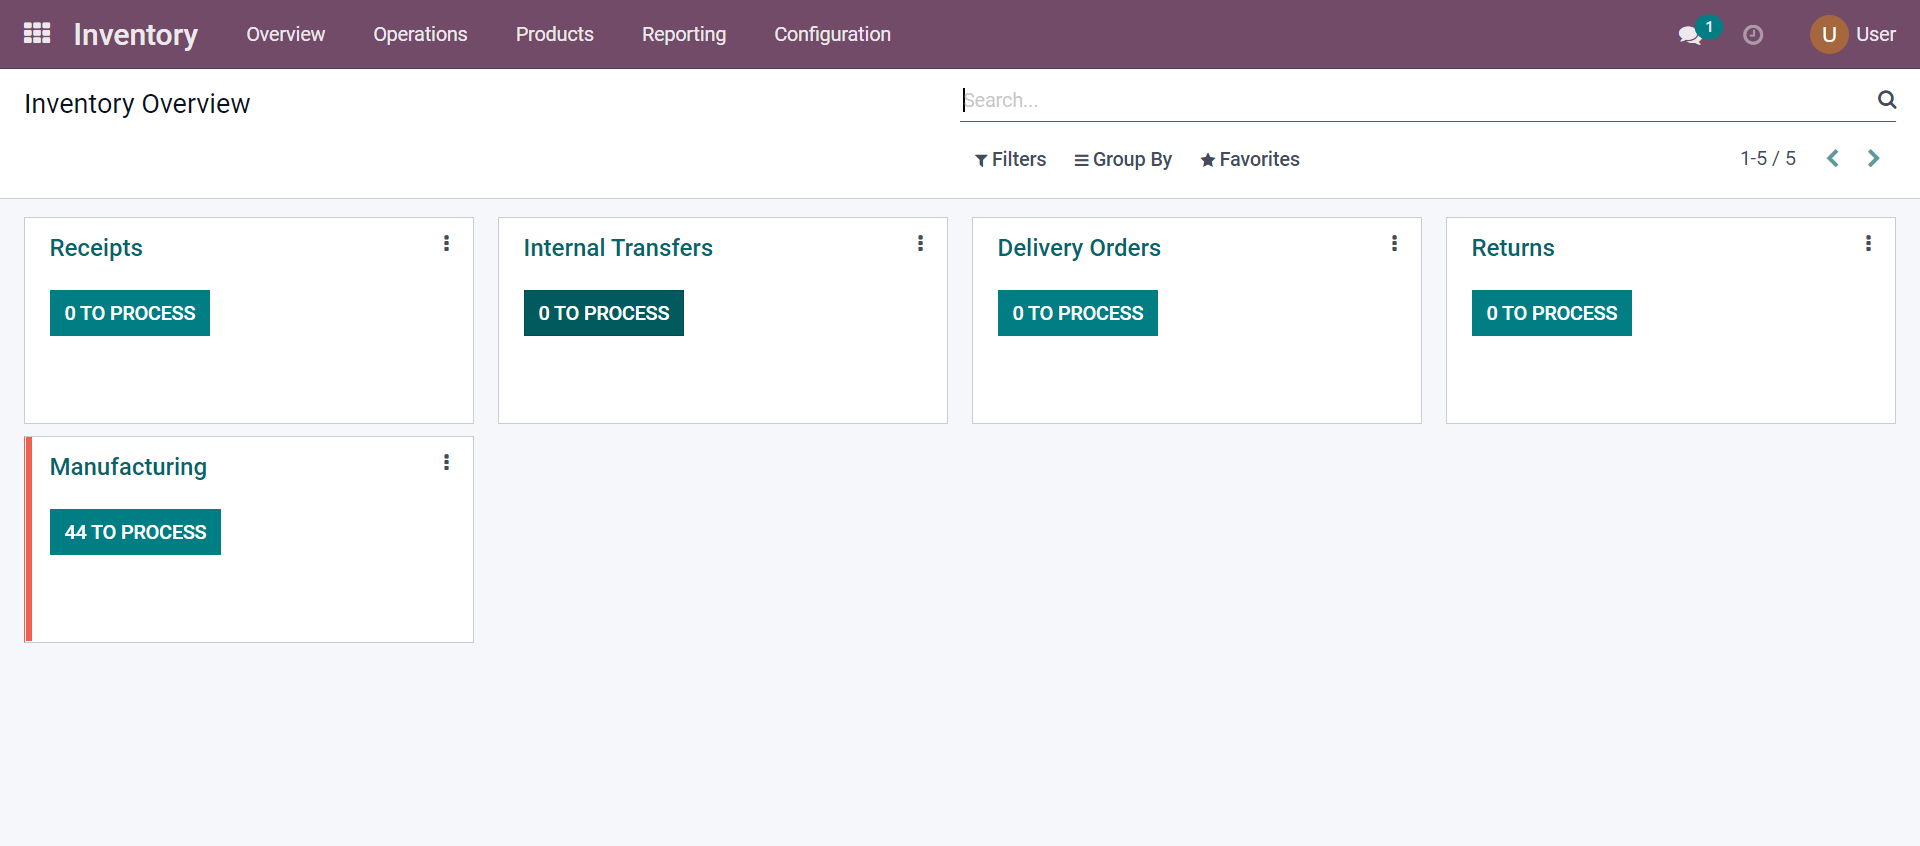 Inventory Overview Operations Products Reporting Configuration 1 U User
Inventory Overview
Search...
Filters Group By Favorites 1-5 / 5
Receipts Internal Transfers Delivery Orders Returns
0 TO PROCESS 0 TO PROCESS 0 TO PROCESS 0 TO PROCESS
Manufacturing
44 TO PROCESS